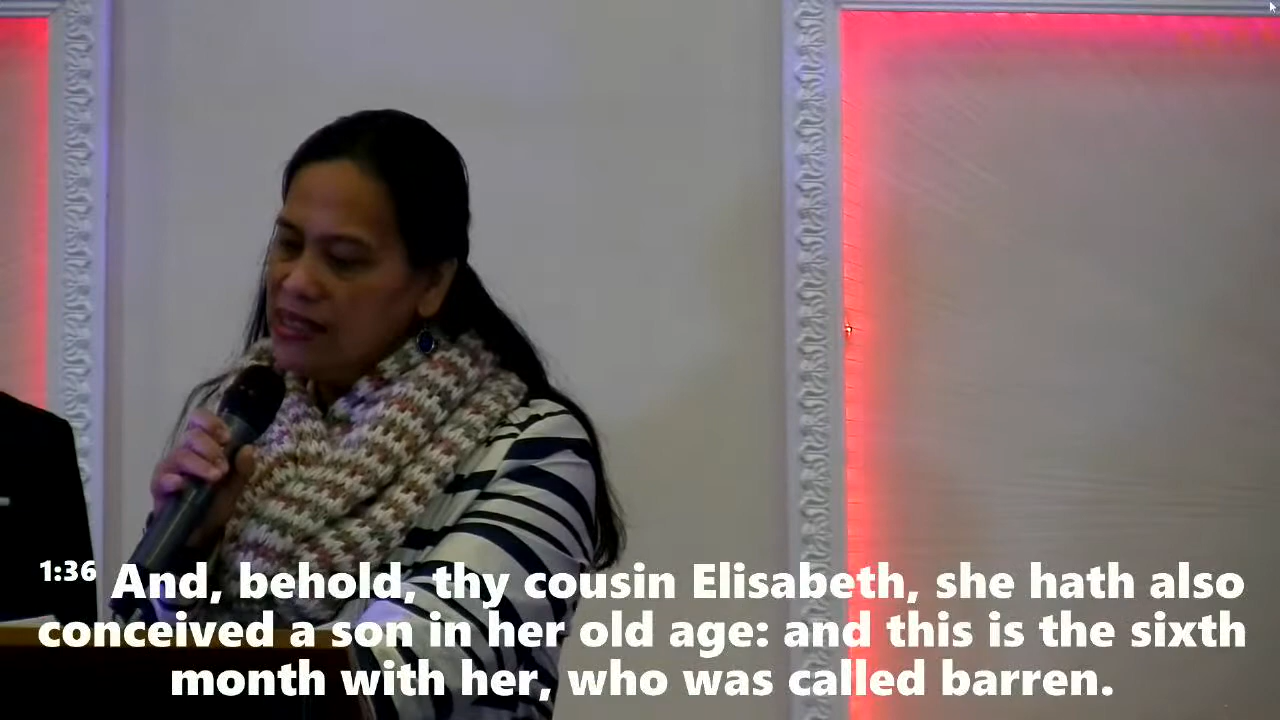 1:36 And, behold, thy cousin Elisabeth, she hath also
conceived a son in her old age: and this is the sixth
month with her, who was called barren.